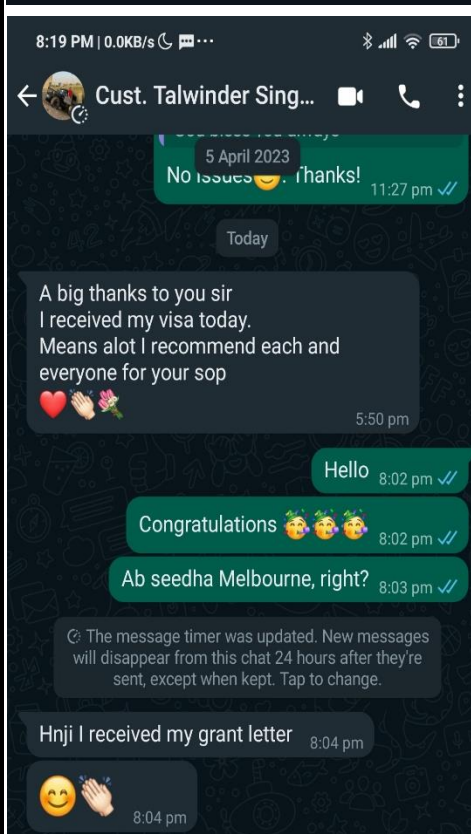 8:19 PM | 0.0KB/s
61
Cust. Talwinder Sing...
5 April 2023
No Issues😊. Thanks!
11:27 pm
Today
A big thanks to you sir
I received my visa today.
Means alot I recommend each and
everyone for your sop
❤️👏🏻💐
5:50 pm
Hello 8:02 pm
Congratulations 🥳🥳🥳 8:02 pm
Ab seedha Melbourne, right? 8:03 pm
The message timer was updated. New messages
will disappear from this chat 24 hours after they're
sent, except when kept. Tap to change.
Hnji I received my grant letter 8:04 pm
😊👏🏻
8:04 pm